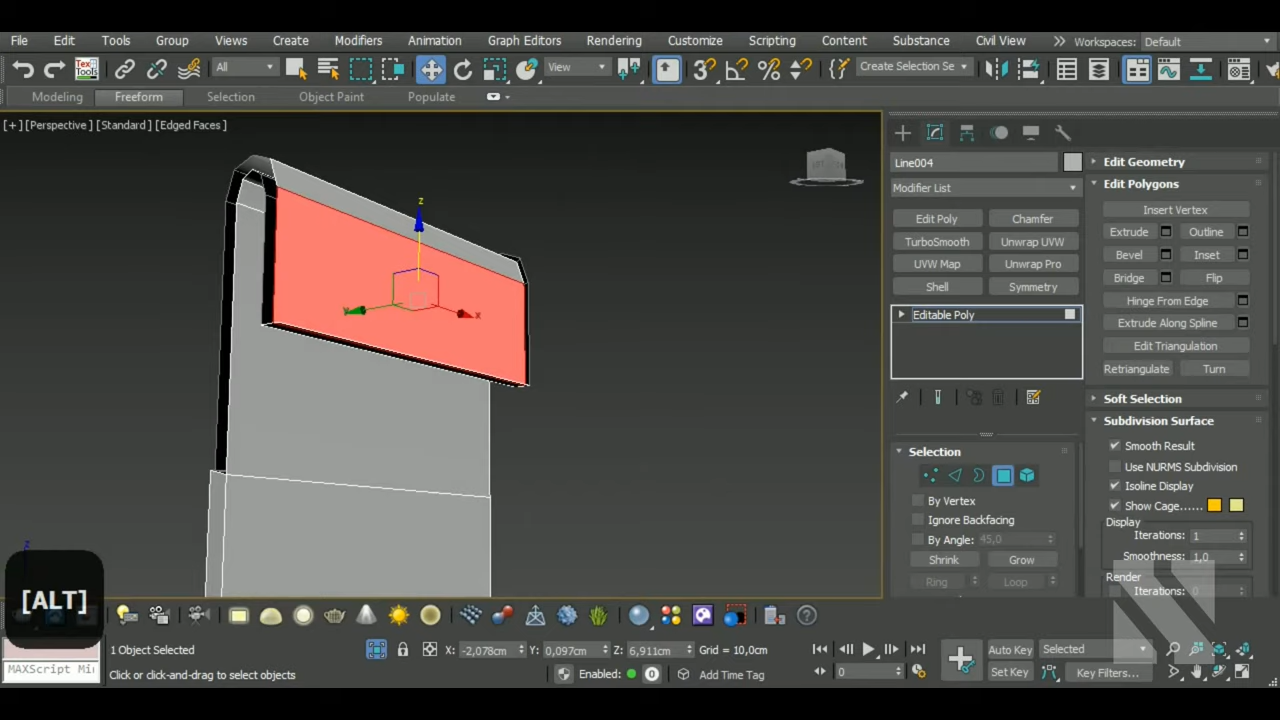 File Edit Tools Group Views Create Modifiers Animation Graph Editors Rendering Customize Scripting Content Substance Civil View Workspaces: Default
Tex Tools All View Create Selection Se
Modeling Freeform Selection Object Paint Populate
[+] [Perspective] [Standard] [Edged Faces]
Line004
Modifier List
Edit Poly Chamfer
TurboSmooth Unwrap UVW
UVW Map Unwrap Pro
Shell Symmetry
Editable Poly
Selection
By Vertex
Ignore Backfacing
By Angle: 45,0
Shrink Grow
Ring Loop
Edit Geometry
Edit Polygons
Insert Vertex
Extrude Outline
Bevel Inset
Bridge Flip
Hinge From Edge
Extrude Along Spline
Edit Triangulation
Retriangulate Turn
Soft Selection
Subdivision Surface
Smooth Result
Use NURMS Subdivision
Isoline Display
Show Cage......
Display
Iterations: 1
Smoothness: 1,0
Render
Iterations: 0
z
x
y
z
[ALT]
1 Object Selected X: -2,078cm Y: 0,097cm Z: 6,911cm Grid = 10,0cm Auto Key Selected
MAXScript Mi Click or click-and-drag to select objects Enabled: 0 Add Time Tag 0 Set Key Key Filters...